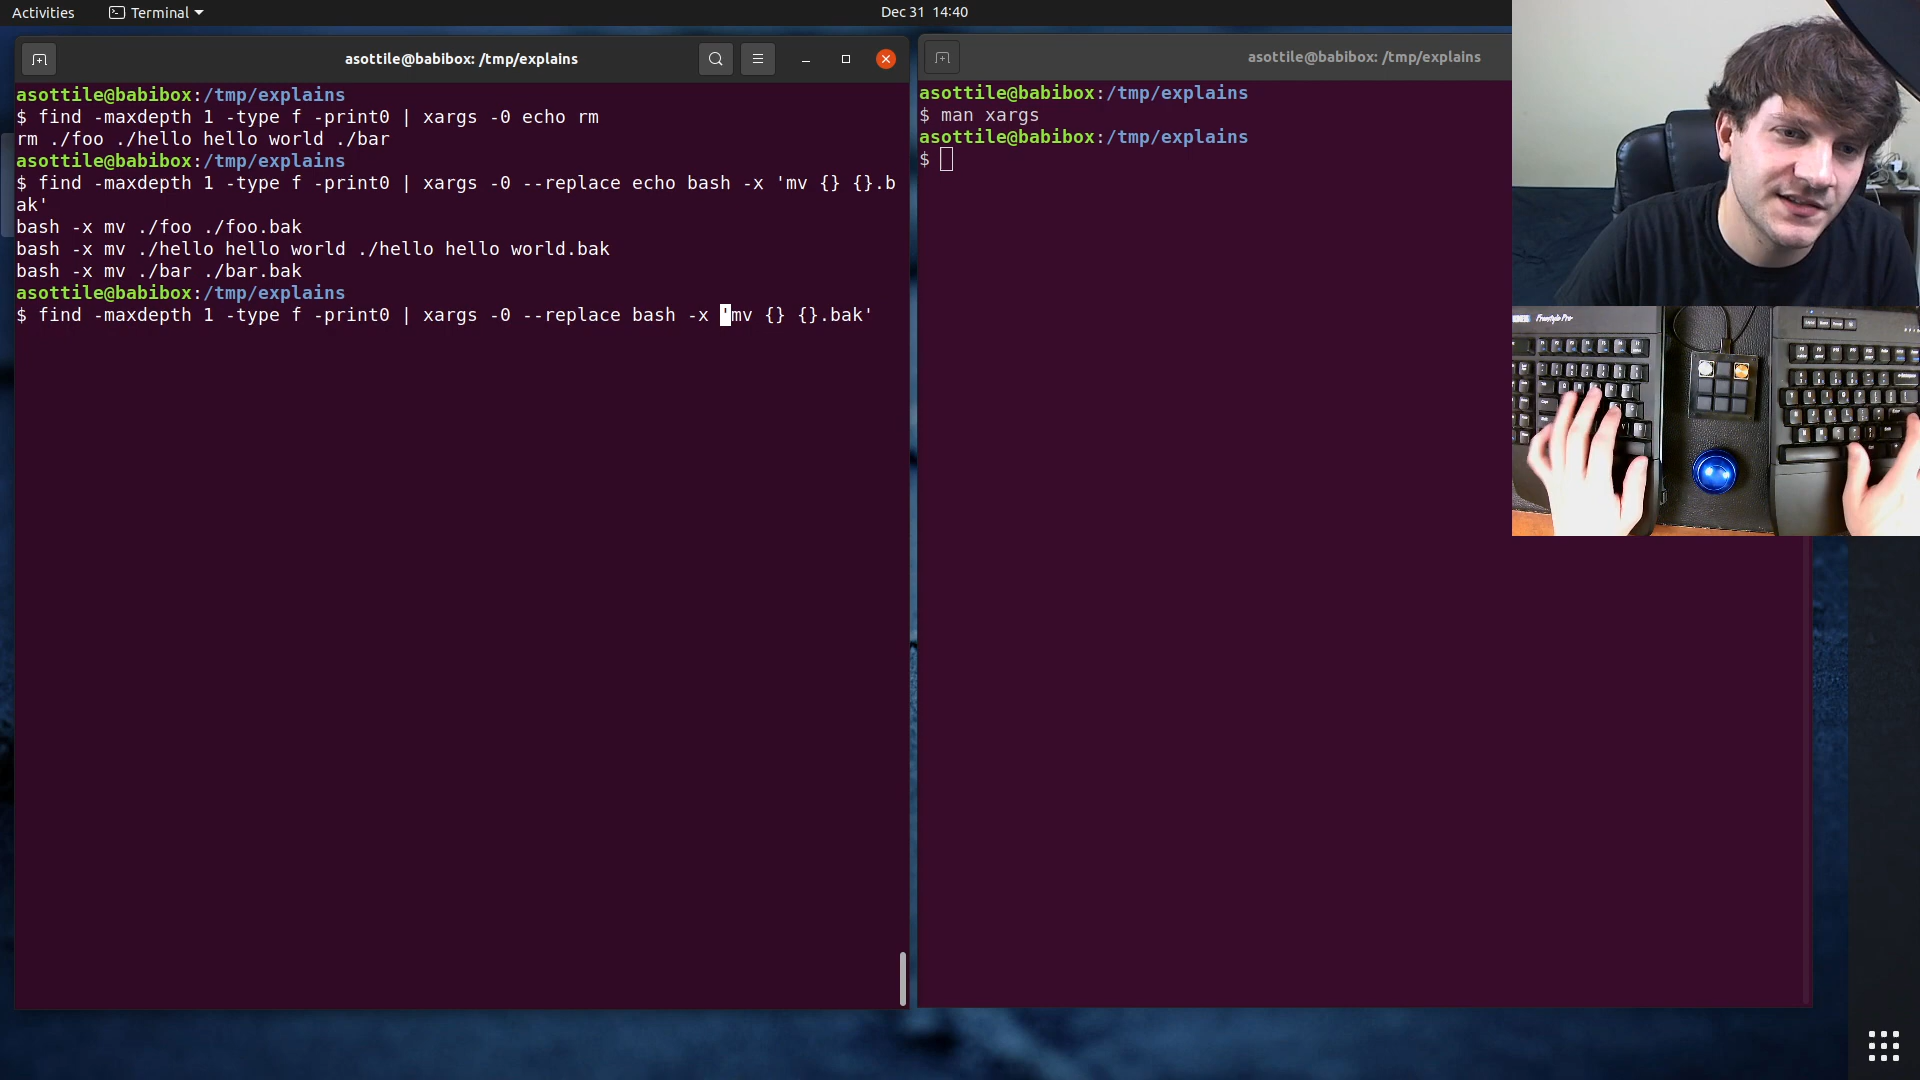 Activities
Terminal
Dec 31 14:40
asottile@babibox: /tmp/explains
asottile@babibox:/tmp/explains
$ find -maxdepth 1 -type f -print0 | xargs -0 echo rm
rm ./foo ./hello hello world ./bar
asottile@babibox:/tmp/explains
$ find -maxdepth 1 -type f -print0 | xargs -0 --replace echo bash -x 'mv {} {}.b
ak'
bash -x mv ./foo ./foo.bak
bash -x mv ./hello hello world ./hello hello world.bak
bash -x mv ./bar ./bar.bak
asottile@babibox:/tmp/explains
$ find -maxdepth 1 -type f -print0 | xargs -0 --replace bash -x 'mv {} {}.bak'
asottile@babibox: /tmp/explains
asottile@babibox:/tmp/explains
$ man xargs
asottile@babibox:/tmp/explains
$
Freestyle Pro